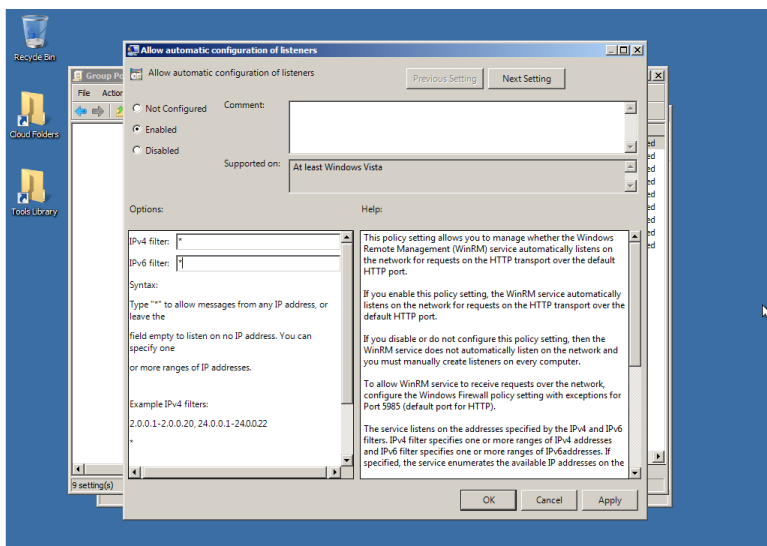 Recycle Bin
Cloud Folders
Tools Library
Group Po
File Action
9 setting(s)
ed
ed
ed
ed
ed
ed
ed
ed
ed
Allow automatic configuration of listeners
Allow automatic configuration of listeners
Previous Setting
Next Setting
Not Configured
Enabled
Disabled
Comment:
Supported on:
At least Windows Vista
Options:
Help:
IPv4 filter: *
IPv6 filter: *
Syntax:
Type "*" to allow messages from any IP address, or
leave the
field empty to listen on no IP address. You can
specify one
or more ranges of IP addresses.
Example IPv4 filters:
2.0.0.1-2.0.0.20, 24.0.0.1-24.0.0.22
*
This policy setting allows you to manage whether the Windows
Remote Management (WinRM) service automatically listens on
the network for requests on the HTTP transport over the default
HTTP port.
If you enable this policy setting, the WinRM service automatically
listens on the network for requests on the HTTP transport over the
default HTTP port.
If you disable or do not configure this policy setting, then the
WinRM service does not automatically listen on the network and
you must manually create listeners on every computer.
To allow WinRM service to receive requests over the network,
configure the Windows Firewall policy setting with exceptions for
Port 5985 (default port for HTTP).
The service listens on the addresses specified by the IPv4 and IPv6
filters. IPv4 filter specifies one or more ranges of IPv4 addresses
and IPv6 filter specifies one or more ranges of IPv6addresses. If
specified, the service enumerates the available IP addresses on the
OK
Cancel
Apply